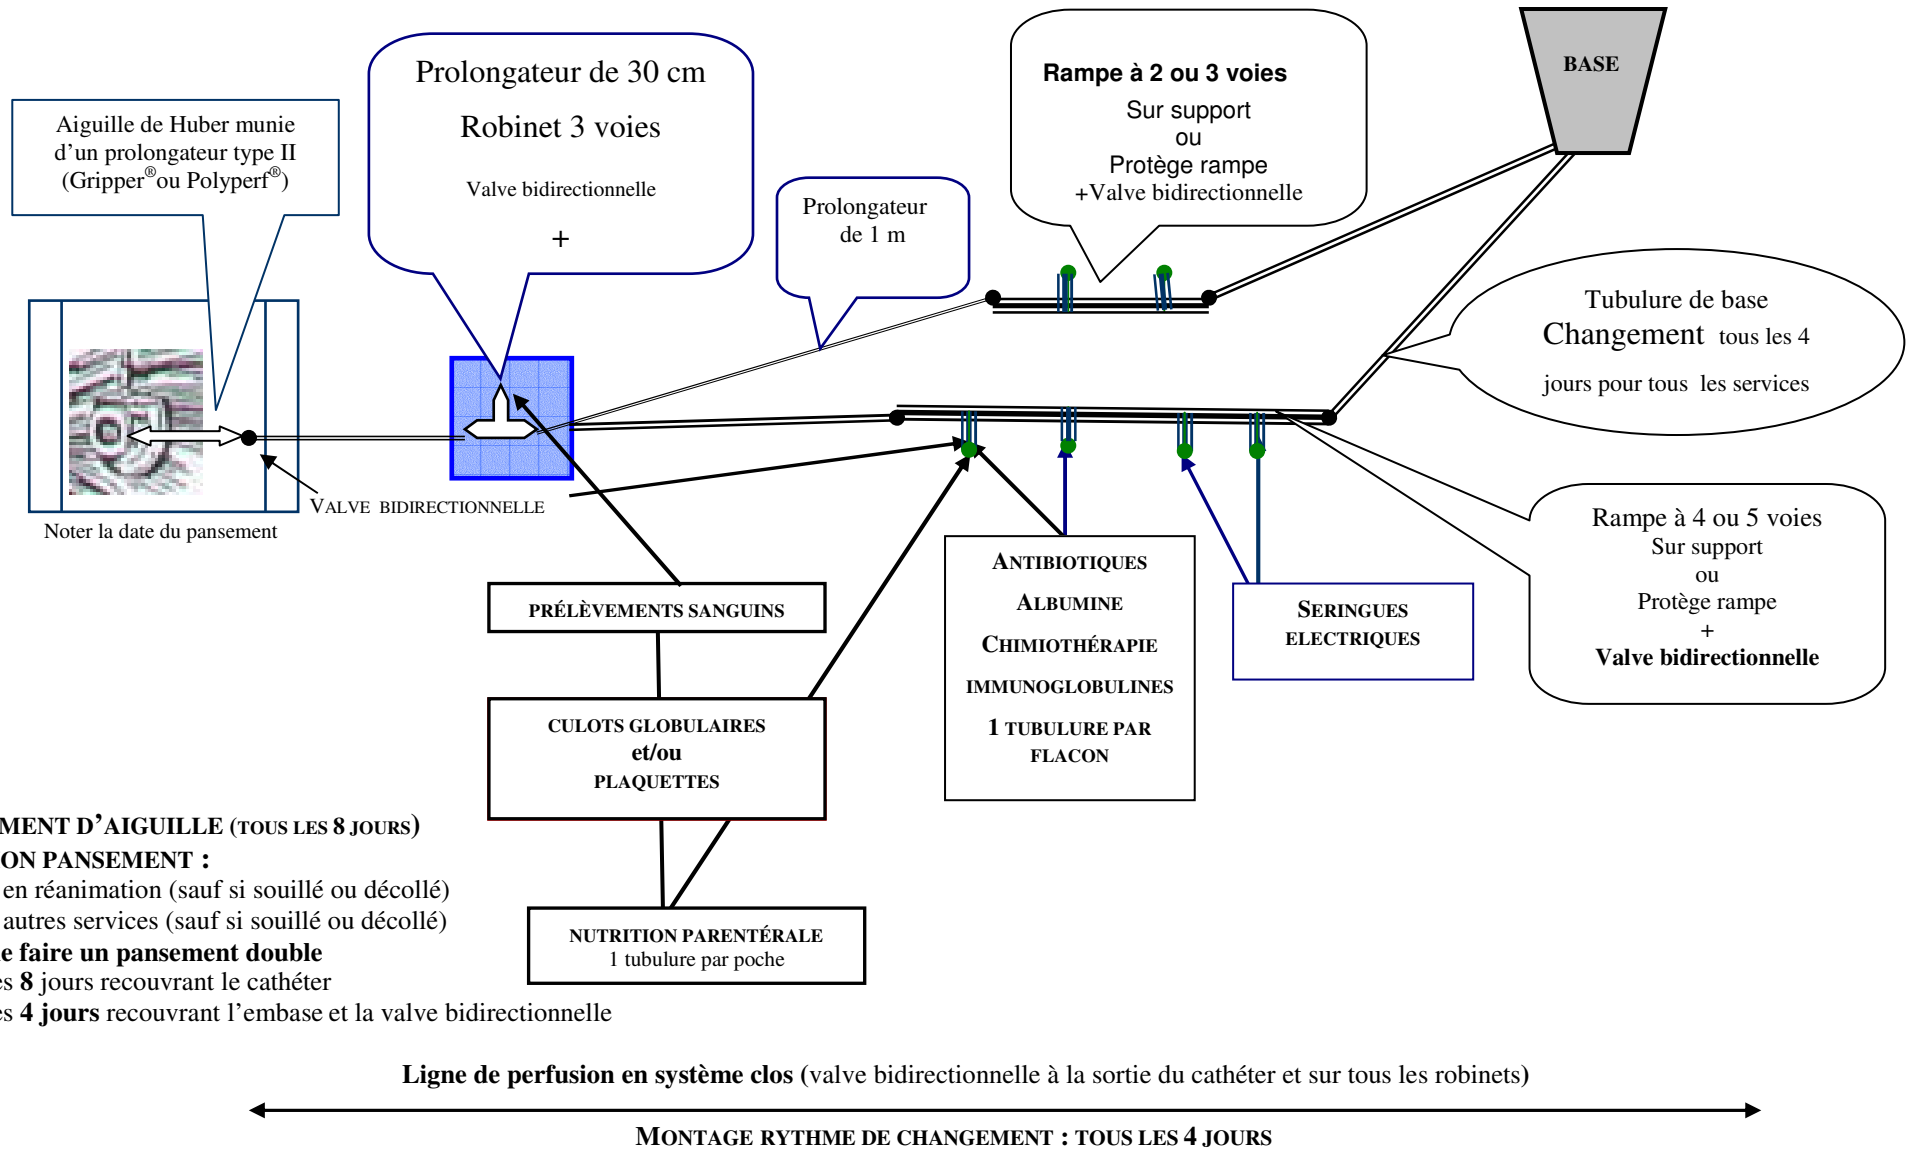 Aiguille de Huber munie
d'un prolongateur type II
(Gripper®ou Polyperf®)
Prolongateur de 30 cm
Robinet 3 voies
Valve bidirectionnelle
+
Prolongateur
de 1 m
Rampe à 2 ou 3 voies
Sur support
ou
Protège rampe
+Valve bidirectionnelle
BASE
Tubulure de base
Changement tous les 4
jours pour tous les services
VALVE BIDIRECTIONNELLE
Noter la date du pansement
Rampe à 4 ou 5 voies
Sur support
ou
Protège rampe
+
Valve bidirectionnelle
PRÉLÈVEMENTS SANGUINS
CULOTS GLOBULAIRES
et/ou
PLAQUETTES
NUTRITION PARENTÉRALE
1 tubulure par poche
ANTIBIOTIQUES
ALBUMINE
CHIMIOTHÉRAPIE
IMMUNOGLOBULINES
1 TUBULURE PAR
FLACON
SERINGUES
ELECTRIQUES
MENT D'AIGUILLE (TOUS LES 8 JOURS)
ON PANSEMENT :
en réanimation (sauf si souillé ou décollé)
autres services (sauf si souillé ou décollé)
e faire un pansement double
es 8 jours recouvrant le cathéter
es 4 jours recouvrant l'embase et la valve bidirectionnelle
Ligne de perfusion en système clos (valve bidirectionnelle à la sortie du cathéter et sur tous les robinets)
MONTAGE RYTHME DE CHANGEMENT : TOUS LES 4 JOURS